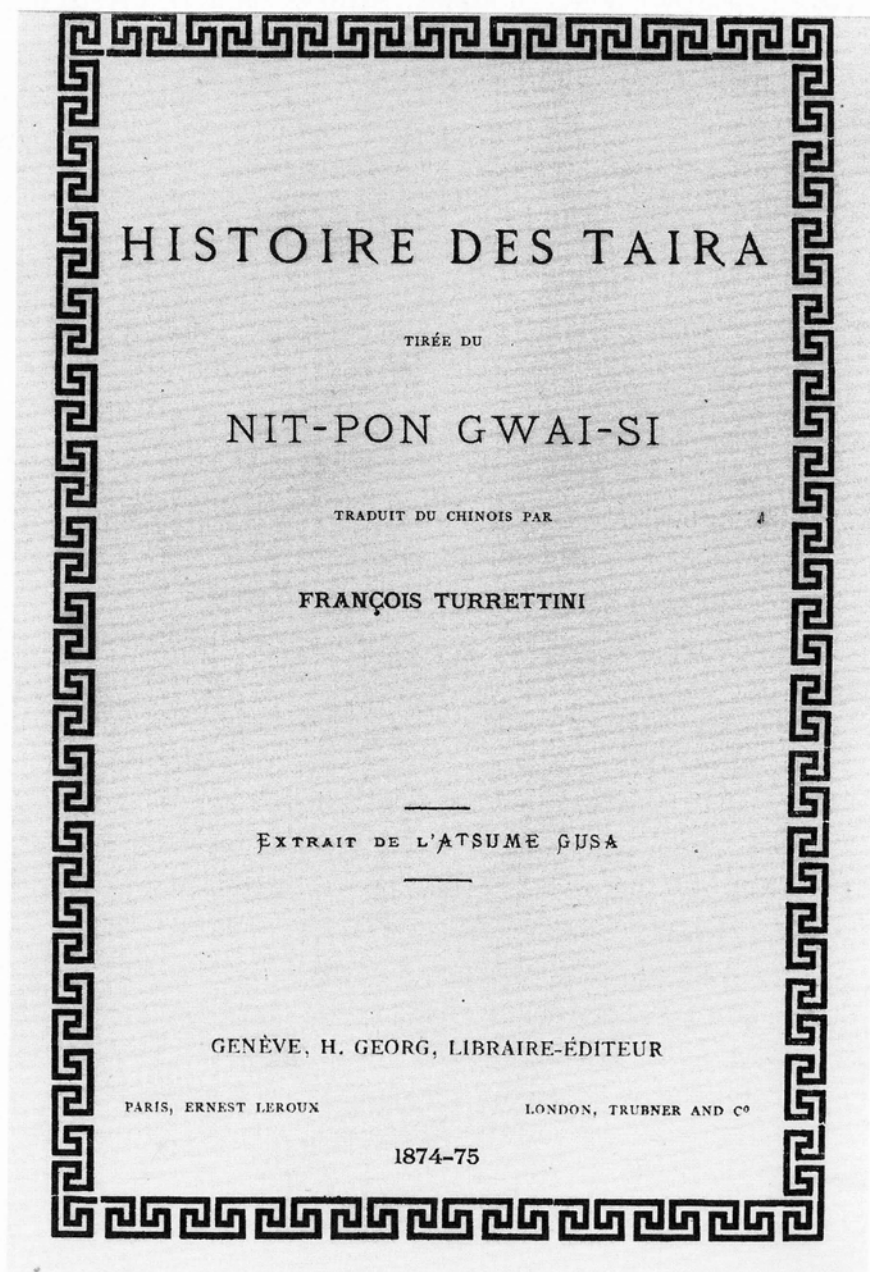 HISTOIRE DES TAIRA
TIRÉE DU
NIT-PON GWAI-SI
TRADUIT DU CHINOIS PAR
FRANÇOIS TURRETTINI
EXTRAIT DE L'ATSUME GUSA
GENÈVE, H. GEORG, LIBRAIRE-ÉDITEUR
PARIS, ERNEST LEROUX LONDON, TRUBNER AND Cº
1874-75